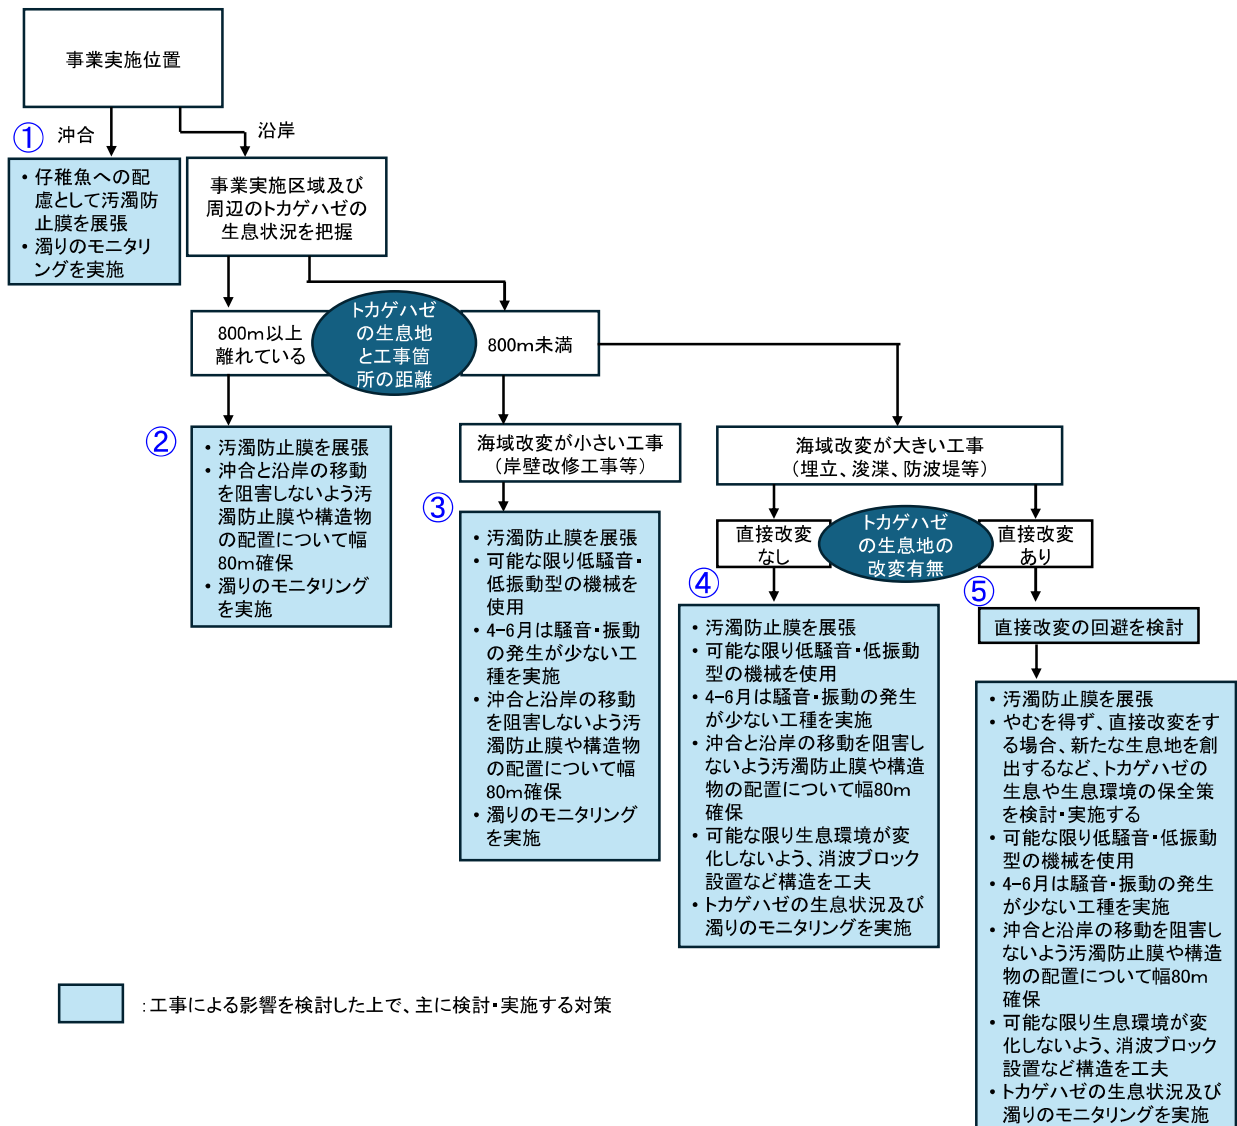 事業実施位置
① 沖合
沿岸
・仔稚魚への配
慮として汚濁防
止膜を展張
・濁りのモニタリ
ングを実施
事業実施区域及び
周辺のトカゲハゼの
生息状況を把握
800m以上
離れている
トカゲハゼ
の生息地
と工事箇
所の距離
800m未満
②
・汚濁防止膜を展張
・沖合と沿岸の移動
を阻害しないよう汚
濁防止膜や構造物
の配置について幅
80m確保
・濁りのモニタリング
を実施
海域改変が小さい工事
（岸壁改修工事等）
③
・汚濁防止膜を展張
・可能な限り低騒音・
低振動型の機械を
使用
・4-6月は騒音・振動
の発生が少ない工
種を実施
・沖合と沿岸の移動
を阻害しないよう汚
濁防止膜や構造物
の配置について幅
80m確保
・濁りのモニタリング
を実施
海域改変が大きい工事
（埋立、浚渫、防波堤等）
直接改変
なし
トカゲハゼ
の生息地の
改変有無
直接改変
あり
④
・汚濁防止膜を展張
・可能な限り低騒音・低振動
型の機械を使用
・4-6月は騒音・振動の発生
が少ない工種を実施
・沖合と沿岸の移動を阻害し
ないよう汚濁防止膜や構造
物の配置について幅80m
確保
・可能な限り生息環境が変
化しないよう、消波ブロック
設置など構造を工夫
・トカゲハゼの生息状況及び
濁りのモニタリングを実施
⑤
直接改変の回避を検討
・汚濁防止膜を展張
・やむを得ず、直接改変をす
る場合、新たな生息地を創
出するなど、トカゲハゼの
生息や生息環境の保全策
を検討・実施する
・可能な限り低騒音・低振動
型の機械を使用
・4-6月は騒音・振動の発生
が少ない工種を実施
・沖合と沿岸の移動を阻害し
ないよう汚濁防止膜や構造
物の配置について幅80m
確保
・可能な限り生息環境が変
化しないよう、消波ブロック
設置など構造を工夫
・トカゲハゼの生息状況及び
濁りのモニタリングを実施
：工事による影響を検討した上で、主に検討・実施する対策